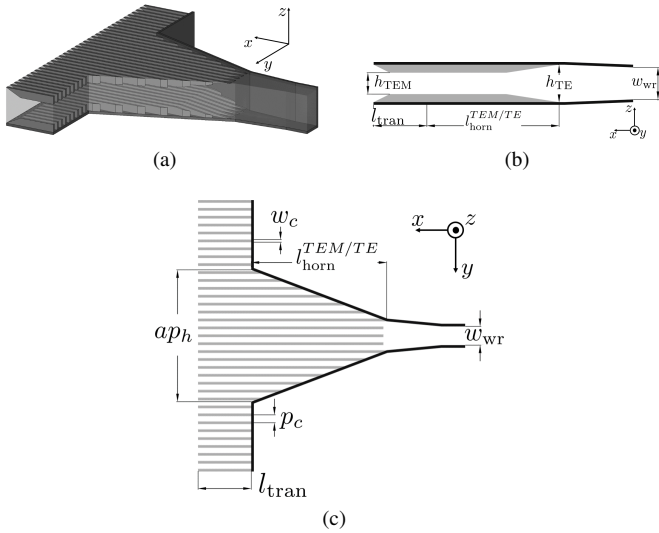 z
x
y
(a)
h_TEM
h_TE
w_wr
l_tran
l_horn^TEM/TE
z
x
y
(b)
w_c
l_horn^TEM/TE
x
z
y
ap_h
w_wr
p_c
l_tran
(c)